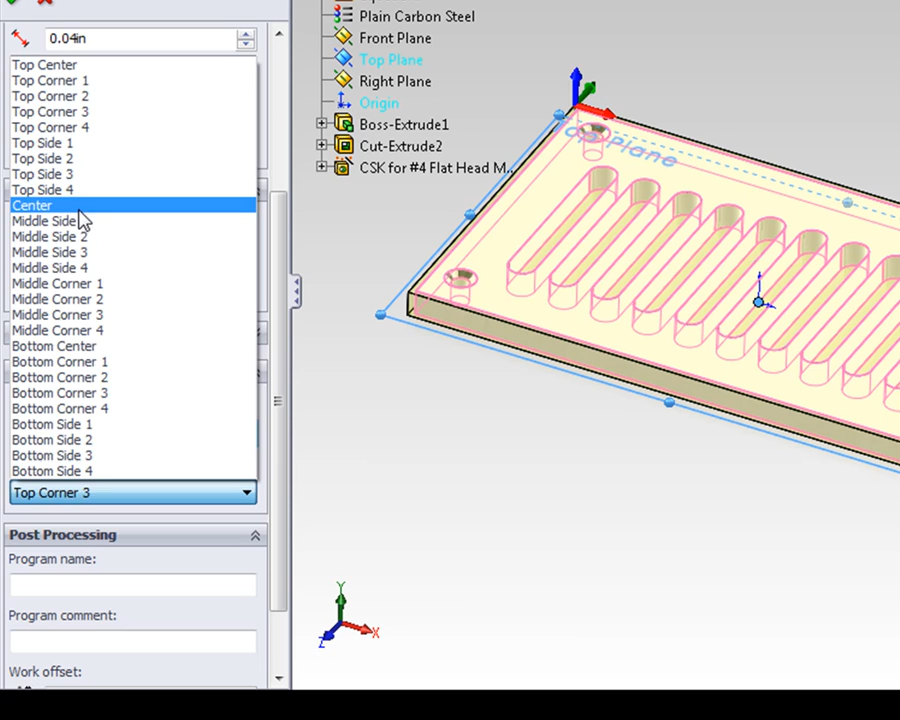 0.04in
Top Center
Top Corner 1
Top Corner 2
Top Corner 3
Top Corner 4
Top Side 1
Top Side 2
Top Side 3
Top Side 4
Center
Middle Side
Middle Side 2
Middle Side 3
Middle Side 4
Middle Corner 1
Middle Corner 2
Middle Corner 3
Middle Corner 4
Bottom Center
Bottom Corner 1
Bottom Corner 2
Bottom Corner 3
Bottom Corner 4
Bottom Side 1
Bottom Side 2
Bottom Side 3
Bottom Side 4
Top Corner 3
Post Processing
Program name:
Program comment:
Work offset:
Plain Carbon Steel
Front Plane
Top Plane
Right Plane
Origin
Boss-Extrude1
Cut-Extrude2
CSK for #4 Flat Head M...
Top Plane
Y
X
Z